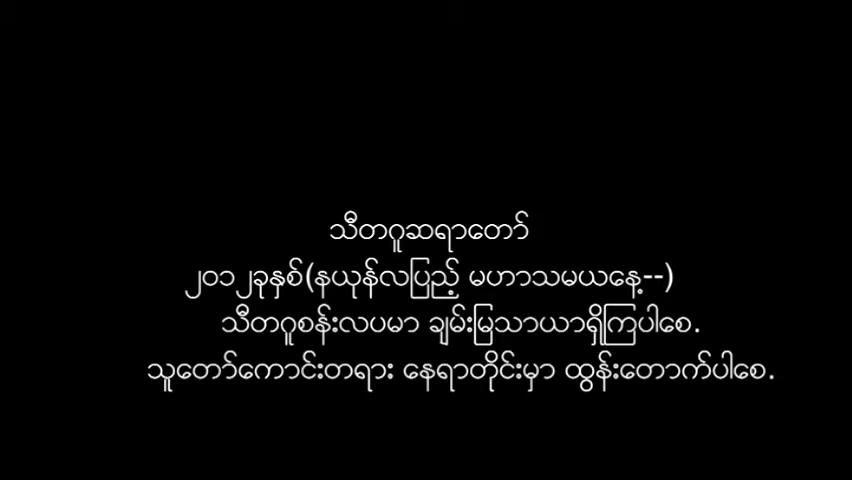 သီတဂူဆရာတော်
၂၀၁၂ခုနှစ်(နယုန်လပြည့် မဟာသမယနေ့--)
သီတဂူစန်းလပမာ ချမ်းမြသာယာရှိကြပါစေ.
သူတော်ကောင်းတရား နေရာတိုင်းမှာ ထွန်းတောက်ပါစေ.